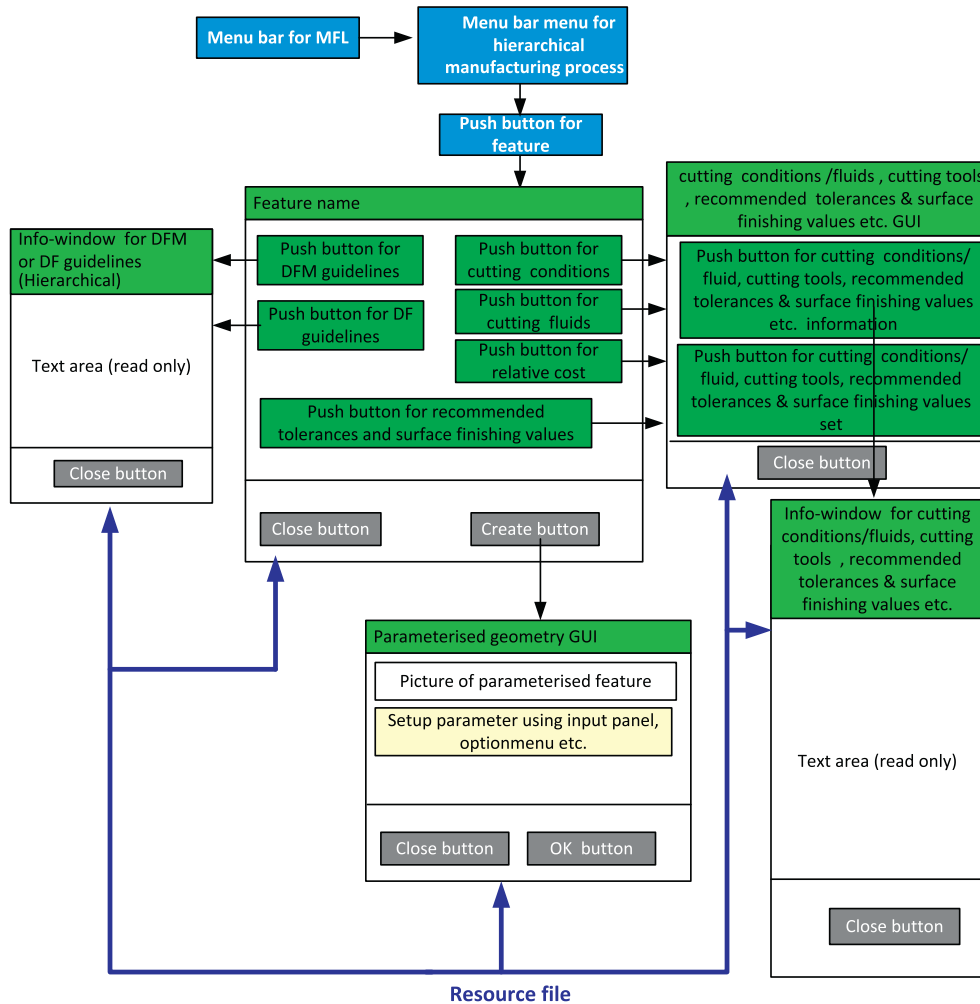 Menu bar for MFL
Menu bar menu for
hierarchical
manufacturing process
Push button for
feature
Feature name
Push button for
DFM guidelines
Push button for DF
guidelines
Push button for
cutting conditions
Push button for
cutting fluids
Push button for
relative cost
Push button for recommended
tolerances and surface finishing values
Close button
Create button
Info-window for DFM
or DF guidelines
(Hierarchical)
Text area (read only)
Close button
cutting conditions /fluids , cutting tools
, recommended tolerances & surface
finishing values etc. GUI
Push button for cutting conditions/
fluid, cutting tools, recommended
tolerances & surface finishing values
etc. information
Push button for cutting conditions/
fluid, cutting tools, recommended
tolerances & surface finishing values
set
Close button
Info-window for cutting
conditions/fluids, cutting
tools , recommended
tolerances & surface
finishing values etc.
Text area (read only)
Close button
Parameterised geometry GUI
Picture of parameterised feature
Setup parameter using input panel,
optionmenu etc.
Close button
OK button
Resource file